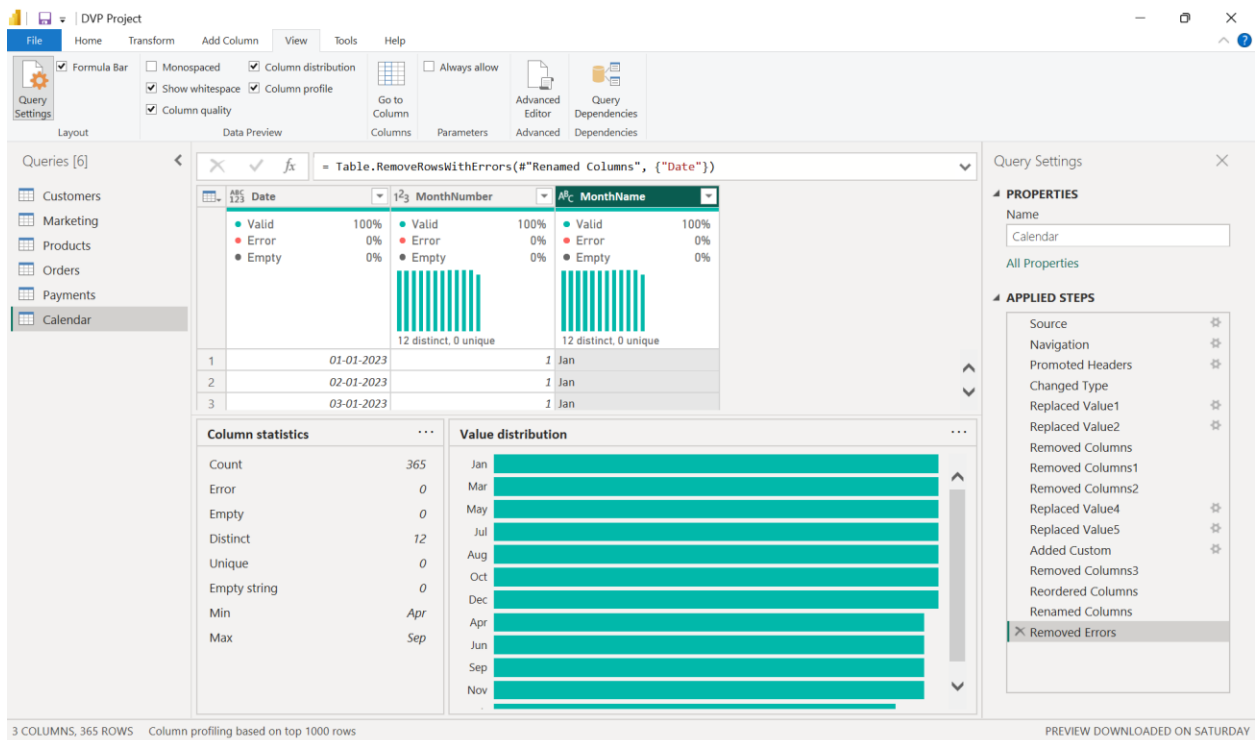 DVP Project
File Home Transform Add Column View Tools Help
Query Settings
Formula Bar
Layout
Monospaced
Column distribution
Show whitespace
Column profile
Column quality
Data Preview
Go to Column
Columns
Always allow
Parameters
Advanced Editor
Advanced
Query Dependencies
Dependencies
Queries [6]
Customers
Marketing
Products
Orders
Payments
Calendar
fx = Table.RemoveRowsWithErrors(#"Renamed Columns", {"Date"})
ABC 123 Date 1 2 3 MonthNumber A B C MonthName
Valid 100% Valid 100% Valid 100%
Error 0% Error 0% Error 0%
Empty 0% Empty 0% Empty 0%
12 distinct, 0 unique 12 distinct, 0 unique
1 01-01-2023 1 Jan
2 02-01-2023 1 Jan
3 03-01-2023 1 Jan
Column statistics ...
Count 365
Error 0
Empty 0
Distinct 12
Unique 0
Empty string 0
Min Apr
Max Sep
Value distribution ...
Jan
Mar
May
Jul
Aug
Oct
Dec
Apr
Jun
Sep
Nov
Query Settings
PROPERTIES
Name
Calendar
All Properties
APPLIED STEPS
Source
Navigation
Promoted Headers
Changed Type
Replaced Value1
Replaced Value2
Removed Columns
Removed Columns1
Removed Columns2
Replaced Value4
Replaced Value5
Added Custom
Removed Columns3
Reordered Columns
Renamed Columns
Removed Errors
3 COLUMNS, 365 ROWS Column profiling based on top 1000 rows
PREVIEW DOWNLOADED ON SATURDAY